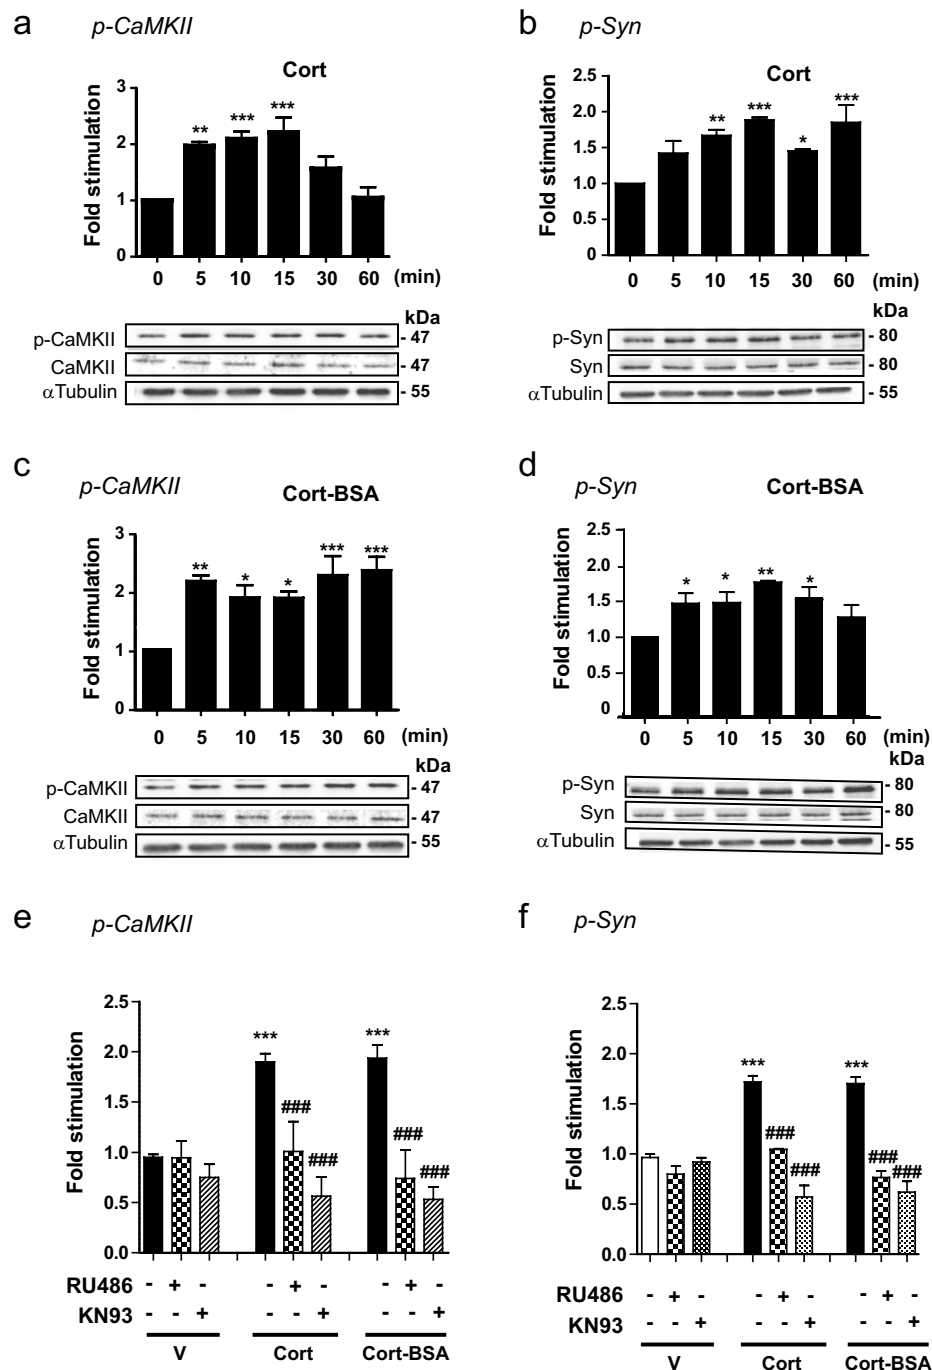 a p-CaMKII
Cort
Fold stimulation
3
2
1
0
** *** ***
0 5 10 15 30 60 (min)
kDa
p-CaMKII - 47
CaMKII - 47
αTubulin - 55
b p-Syn
Cort
Fold stimulation
2.5
2.0
1.5
1.0
0.5
0
** *** * ***
0 5 10 15 30 60 (min)
kDa
p-Syn - 80
Syn - 80
αTubulin - 55
c p-CaMKII
Cort-BSA
Fold stimulation
3
2
1
0
** * * *** ***
0 5 10 15 30 60 (min)
kDa
p-CaMKII - 47
CaMKII - 47
αTubulin - 55
d p-Syn
Cort-BSA
Fold stimulation
2.5
2.0
1.5
1.0
0.5
0
* * ** *
0 5 10 15 30 60 (min)
kDa
p-Syn - 80
Syn - 80
αTubulin - 55
e p-CaMKII
Fold stimulation
2.5
2.0
1.5
1.0
0.5
0.0
*** ### ### *** ### ###
RU486 - + - - + - - + -
KN93 - - + - - + - - +
V Cort Cort-BSA
f p-Syn
Fold stimulation
2.5
2.0
1.5
1.0
0.5
0.0
*** ### ### *** ### ###
RU486 - + - - + - - + -
KN93 - - + - - + - - +
V Cort Cort-BSA